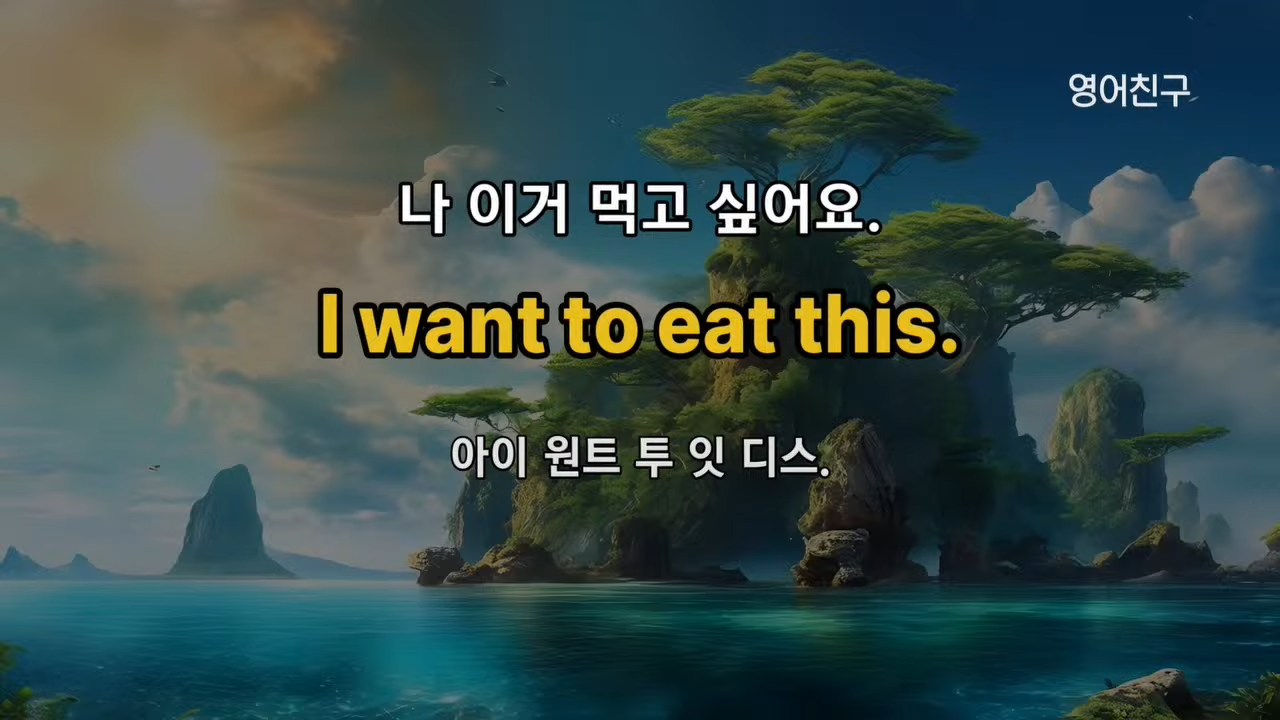 영어친구
나 이거 먹고 싶어요.
I want to eat this.
아이 원트 투 잇 디스.